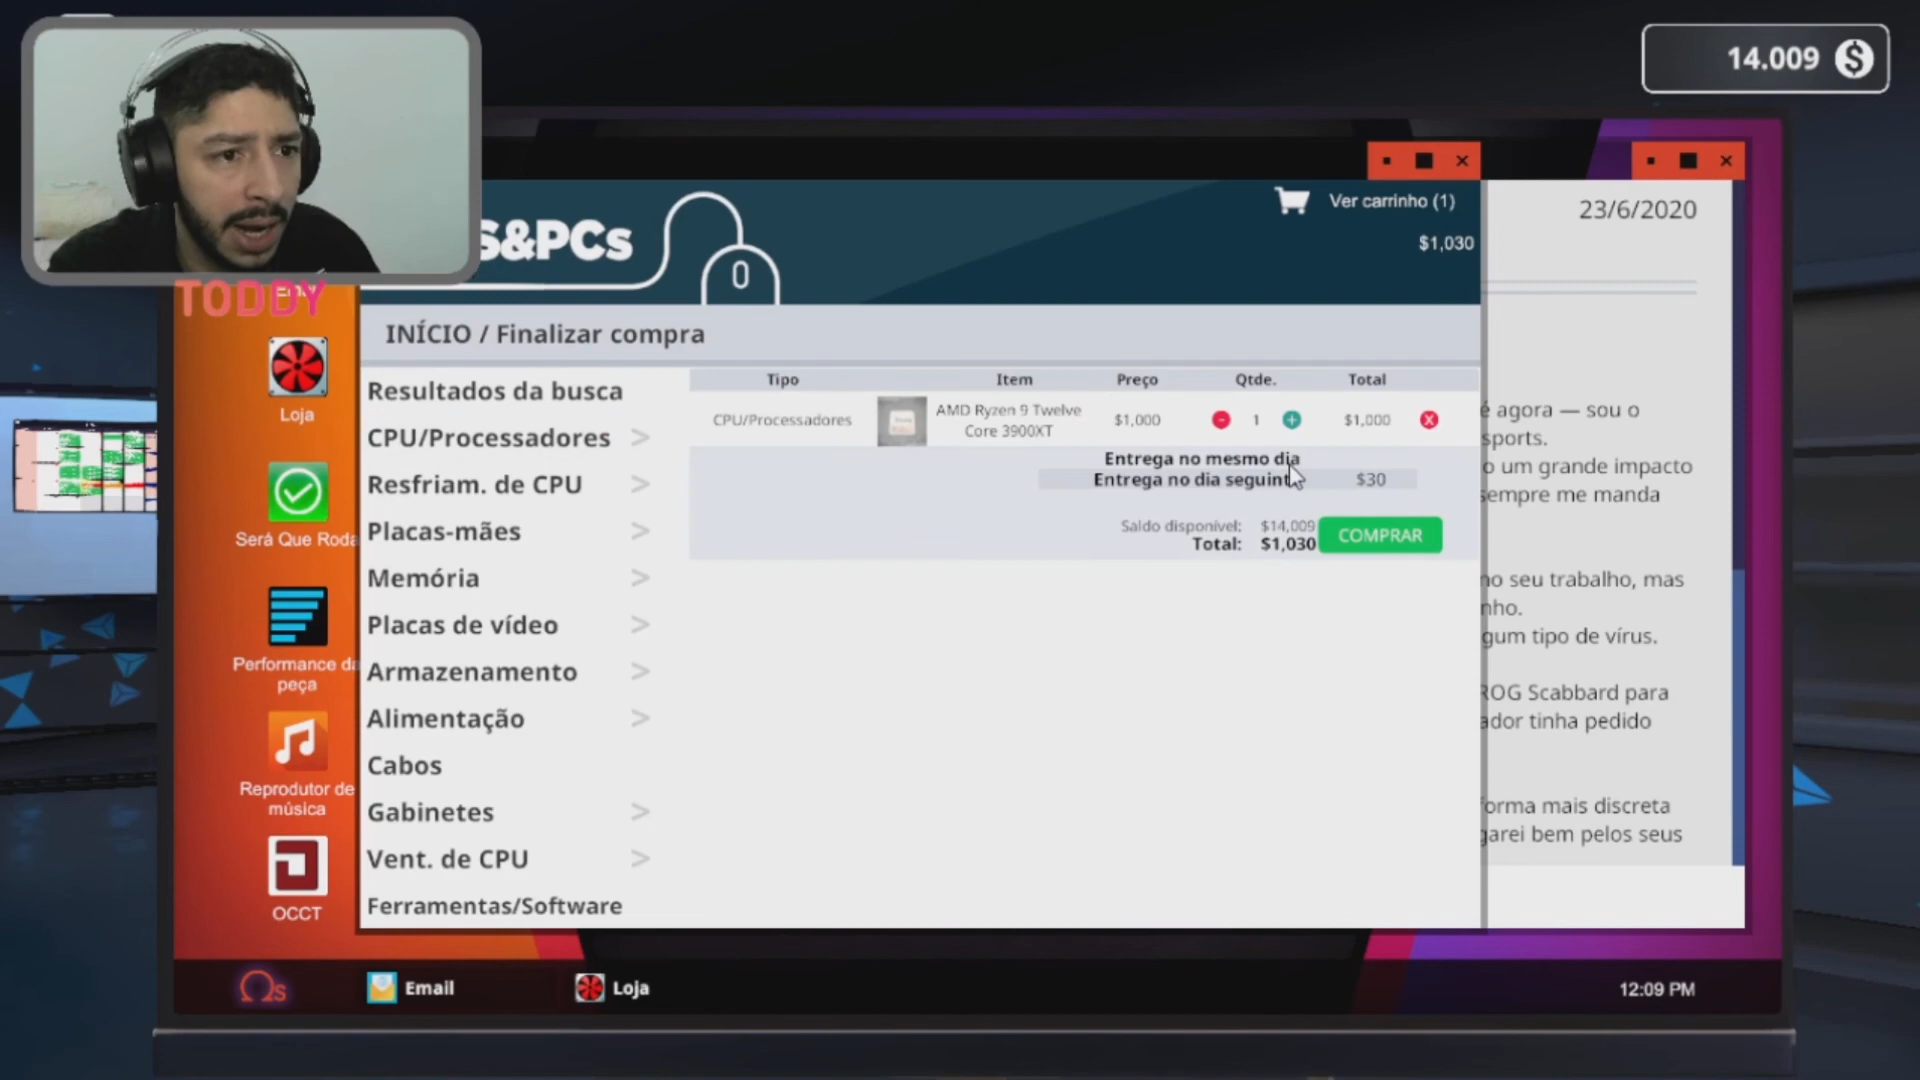 14.009 $
S&PCs
Ver carrinho (1)
$1,030
23/6/2020
TODDY
INÍCIO / Finalizar compra
Loja
Será Que Roda
Performance da
peça
Reprodutor de
música
OCCT
Resultados da busca
CPU/Processadores >
Resfriam. de CPU >
Placas-mães >
Memória >
Placas de vídeo >
Armazenamento >
Alimentação >
Cabos
Gabinetes >
Vent. de CPU >
Ferramentas/Software
Tipo Item Preço Qtde. Total
CPU/Processadores AMD Ryzen 9 Twelve $1,000 1 $1,000
Core 3900XT
Entrega no mesmo dia
Entrega no dia seguint $30
Saldo disponível: $14,009
Total: $1,030 COMPRAR
é agora — sou o
sports.
o um grande impacto
sempre me manda
no seu trabalho, mas
nho.
gum tipo de vírus.
ROG Scabbard para
ador tinha pedido
forma mais discreta
garei bem pelos seus
Email
Loja
12:09 PM